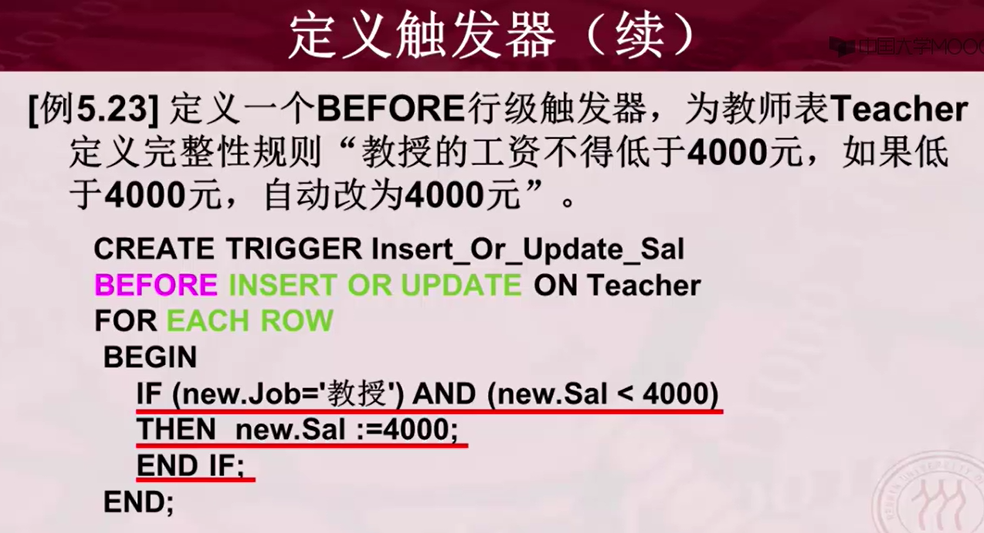 定义触发器（续）
中国大学MOOC
[例5.23] 定义一个BEFORE行级触发器，为教师表Teacher
定义完整性规则“教授的工资不得低于4000元，如果低
于4000元，自动改为4000元”。
CREATE TRIGGER Insert_Or_Update_Sal
BEFORE INSERT OR UPDATE ON Teacher
FOR EACH ROW
BEGIN
IF (new.Job='教授') AND (new.Sal < 4000)
THEN new.Sal :=4000;
END IF;
END;